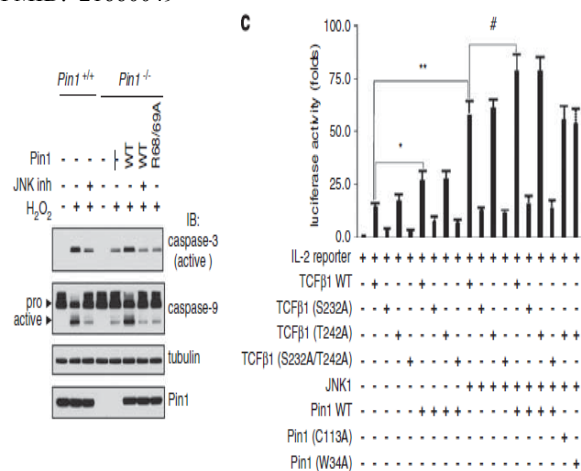 C
Pin1 +/+ Pin1 -/-
Pin1 - - - - - WT WT R68/69A
JNK inh - - + - - - + -
H2O2 - + + - + + + +
IB:
caspase-3
(active )
pro
active
caspase-9
tubulin
Pin1
luciferase activity (folds)
100.0
75.0
50.0
25.0
0.0
*
**
#
IL-2 reporter + + + + + + + + + + + + + + + + + + +
TCFβ1 WT - + - - - + - - - + - - - + - - - - -
TCFβ1 (S232A) - - + - - - + - - - + - - - + - - - -
TCFβ1 (T242A) - - - + - - - + - - - + - - - + - + +
TCFβ1 (S232A/T242A) - - - - + - - - + - - - + - - - + - -
JNK1 - - - - - - - - - + + + + + + + + + +
Pin1 WT - - - - - + + + + - - - - + + + + - -
Pin1 (C113A) - - - - - - - - - - - - - - - - - + -
Pin1 (W34A) - - - - - - - - - - - - - - - - - - +